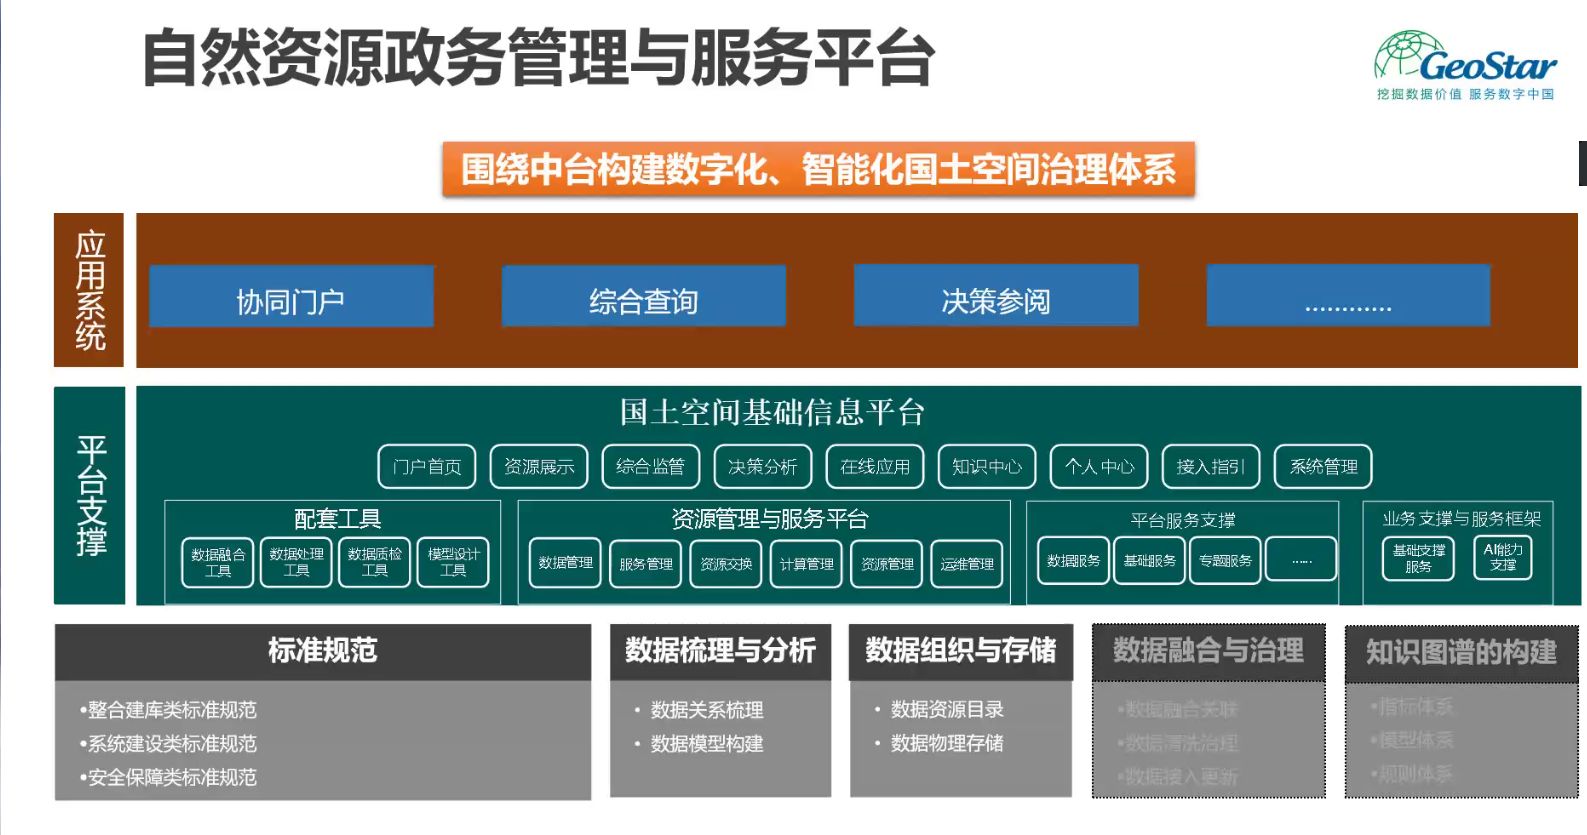 自然资源政务管理与服务平台
GeoStar
挖掘数据价值 服务数字中国
围绕中台构建数字化、智能化国土空间治理体系
应用系统
协同门户
综合查询
决策参阅
............
平台支撑
国土空间基础信息平台
门户首页
资源展示
综合监管
决策分析
在线应用
知识中心
个人中心
接入指引
系统管理
配套工具
数据融合
工具
数据处理
工具
数据质检
工具
模型设计
工具
资源管理与服务平台
数据管理
服务管理
资源交换
计算管理
资源管理
运维管理
平台服务支撑
数据服务
基础服务
专题服务
......
业务支撑与服务框架
基础支撑
服务
AI能力
支撑
标准规范
•整合建库类标准规范
•系统建设类标准规范
•安全保障类标准规范
数据梳理与分析
• 数据关系梳理
• 数据模型构建
数据组织与存储
• 数据资源目录
• 数据物理存储
数据融合与治理
•数据融合关联
•数据清洗治理
•数据接入更新
知识图谱的构建
•指标体系
•模型体系
•规则体系